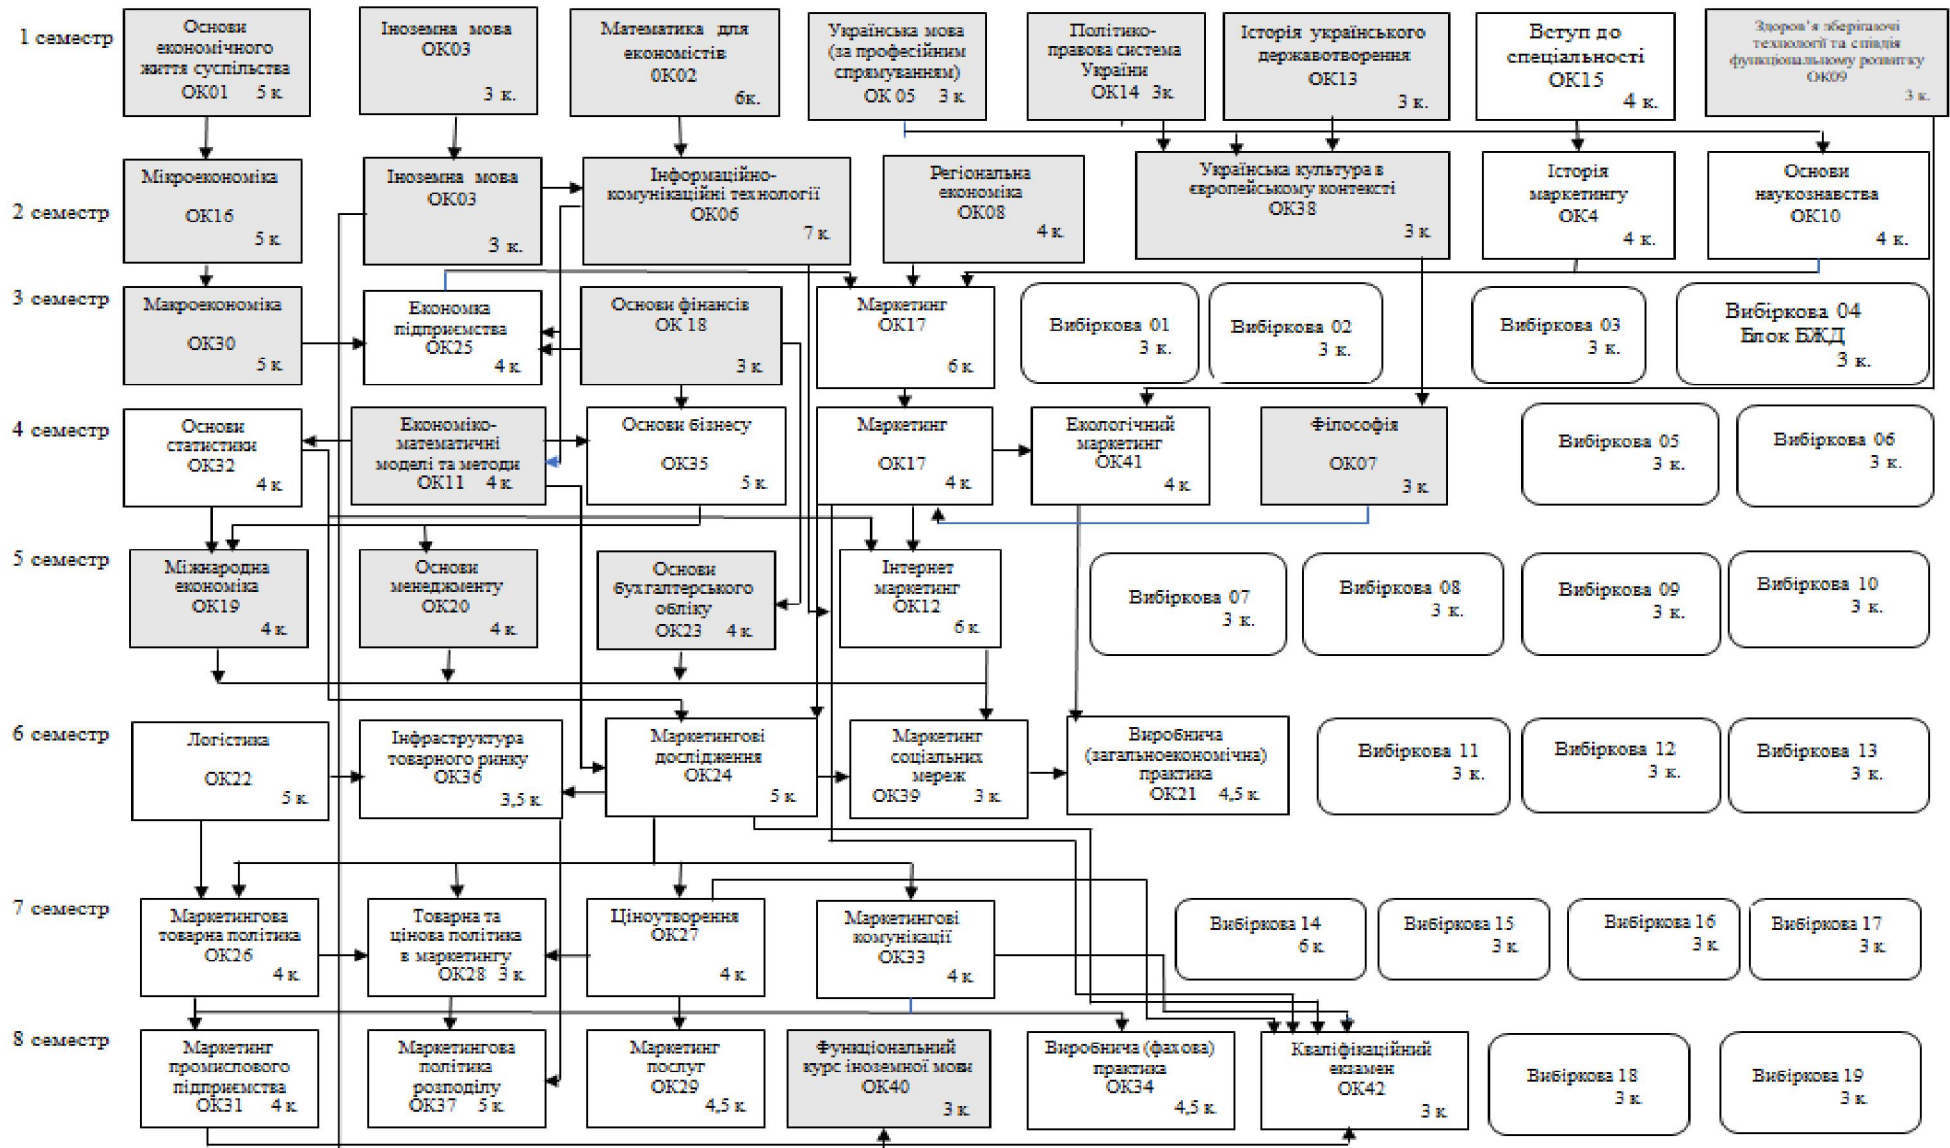 1 семестр
Основи
економічного
життя суспільства
ОК01 5 к
Іноземна мова
ОК03
3 к.
Математика для
економістів
0К02
6к.
Українська мова
(за професійним
спрямуванням)
ОК 05 3 к
Політико-
правова система
України
ОК14 3к
Історія українського
державотворення
ОК13
3 к.
Вступ до
спеціальності
ОК15
4 к.
Здоров’я зберігаючі
технології та співдія
функціональному розвитку
ОК09
3 к.
2 семестр
Мікроекономіка
ОК16
5 к
Іноземна мова
ОК03
3 к.
Інформаційно-
комунікаційні технології
ОК06
7 к
Регіональна
економіка
ОК08
4 к.
Українська культура в
європейському контексті
ОК38
3 к
Історія
маркетингу
ОК4
4 к.
Основи
наукознавства
ОК10
4 к.
3 семестр
Макроекономіка
ОК30
5 к
Економка
підприємства
ОК25
4 к
Основи фінансів
ОК 18
3 к
Маркетинг
ОК17
6 к
Вибіркова 01
3 к.
Вибіркова 02
3 к.
Вибіркова 03
3 к.
Вибіркова 04
Блок БЖД
3 к.
4 семестр
Основи
статистики
ОК32
4 к
Економіко-
математичні
моделі та методи
ОК11 4 к
Основи бізнесу
ОК35
5 к
Маркетинг
ОК17
4 к
Екологічний
маркетинг
ОК41
4 к
Філософія
ОК07
3 к
Вибіркова 05
3 к.
Вибіркова 06
3 к.
5 семестр
Міжнародна
економіка
ОК19
4 к
Основи
менеджменту
ОК20
4 к
Основи
бухгалтерського
обліку
ОК23 4 к
Інтернет
маркетинг
ОК12
6 к
Вибіркова 07
3 к.
Вибіркова 08
3 к.
Вибіркова 09
3 к.
Вибіркова 10
3 к.
6 семестр
Логістика
ОК22
5 к
Інфраструктура
товарного ринку
ОК36
3,5 к
Маркетингові
дослідження
ОК24
5 к
Маркетинг
соціальних
мереж
ОК39 3 к
Виробнича
(загальноекономічна)
практика
ОК21 4,5 к
Вибіркова 11
3 к.
Вибіркова 12
3 к.
Вибіркова 13
3 к.
7 семестр
Маркетингова
товарна політика
ОК26
4 к
Товарна та
цінова політика
в маркетингу
ОК28 3 к
Ціноутворення
ОК27
4 к
Маркетингові
комунікації
ОК33
4 к
Вибіркова 14
6 к
Вибіркова 15
3 к.
Вибіркова 16
3 к.
Вибіркова 17
3 к
8 семестр
Маркетинг
промислового
підприємства
ОК31 4 к
Маркетингова
політика
розподілу
ОК37 5 к
Маркетинг
послуг
ОК29
4,5 к
Функціональний
курс іноземної мови
ОК40
3 к
Виробнича (фахова)
практика
ОК34
4,5 к.
Кваліфікаційний
екзамен
ОК42
3 к
Вибіркова 18
3 к.
Вибіркова 19
3 к.